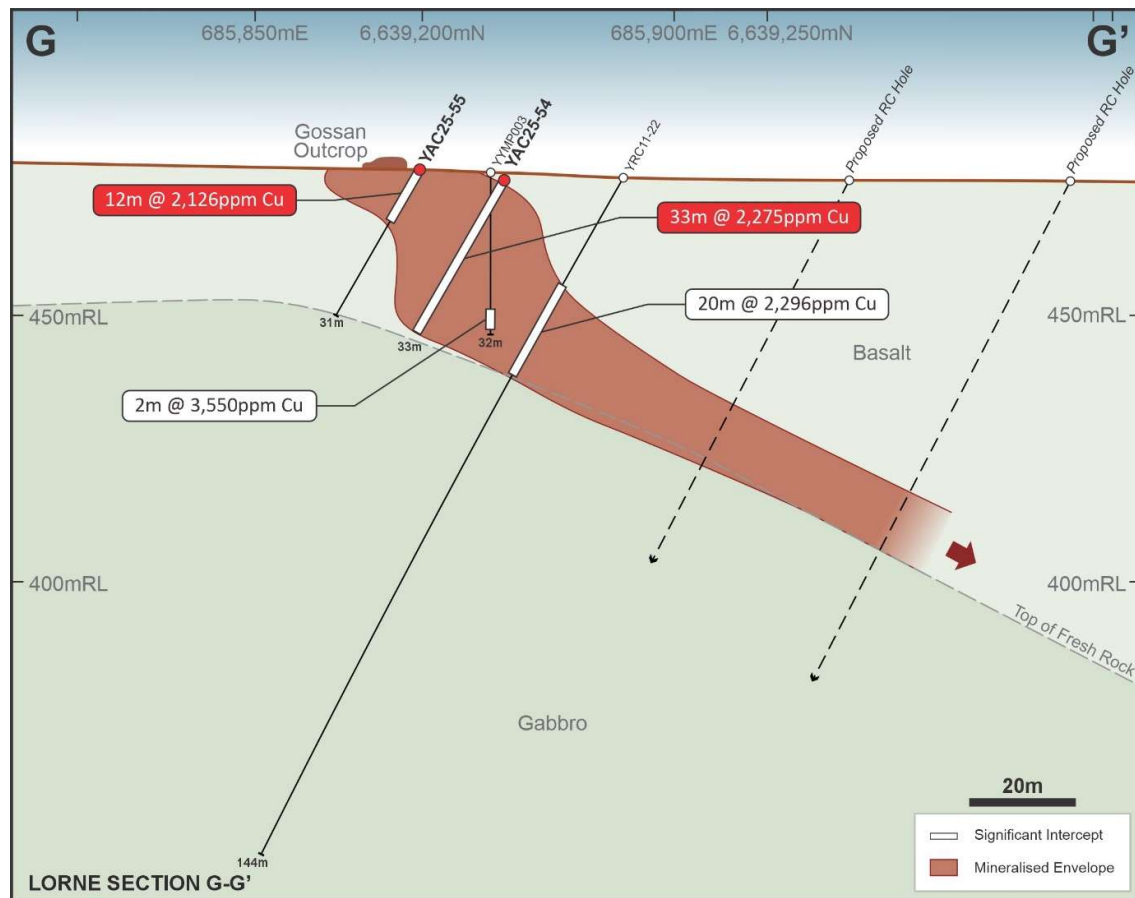 G
685,850mE
6,639,200mN
685,900mE
6,639,250mN
G’
Gossan
Outcrop
YAC25-55
YYMP003
YAC25-54
YRC11-22
Proposed RC Hole
Proposed RC Hole
12m @ 2,126ppm Cu
33m @ 2,275ppm Cu
20m @ 2,296ppm Cu
450mRL
450mRL
31m
33m
32m
Basalt
2m @ 3,550ppm Cu
400mRL
400mRL
Top of Fresh Rock
Gabbro
20m
Significant Intercept
Mineralised Envelope
144m
LORNE SECTION G-G’